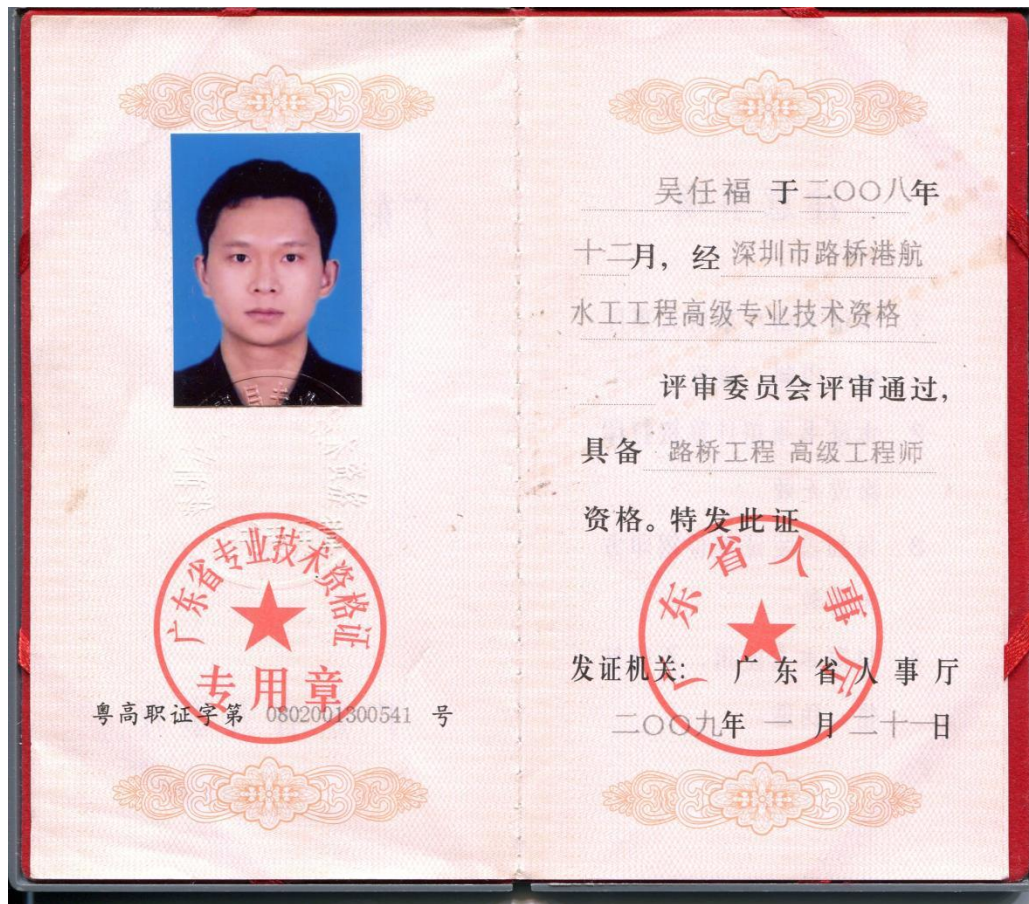 广东省专业技术资格证
专用章
粤高职证字第 0802001300541 号
吴任福 于二〇〇八年
十二月，经 深圳市路桥港航
水工工程高级专业技术资格
评审委员会评审通过，
具备 路桥工程 高级工程师
资格。特发此证
广东省人事厅
发证机关： 广东省人事厅
二〇〇九年 一 月 二十一日